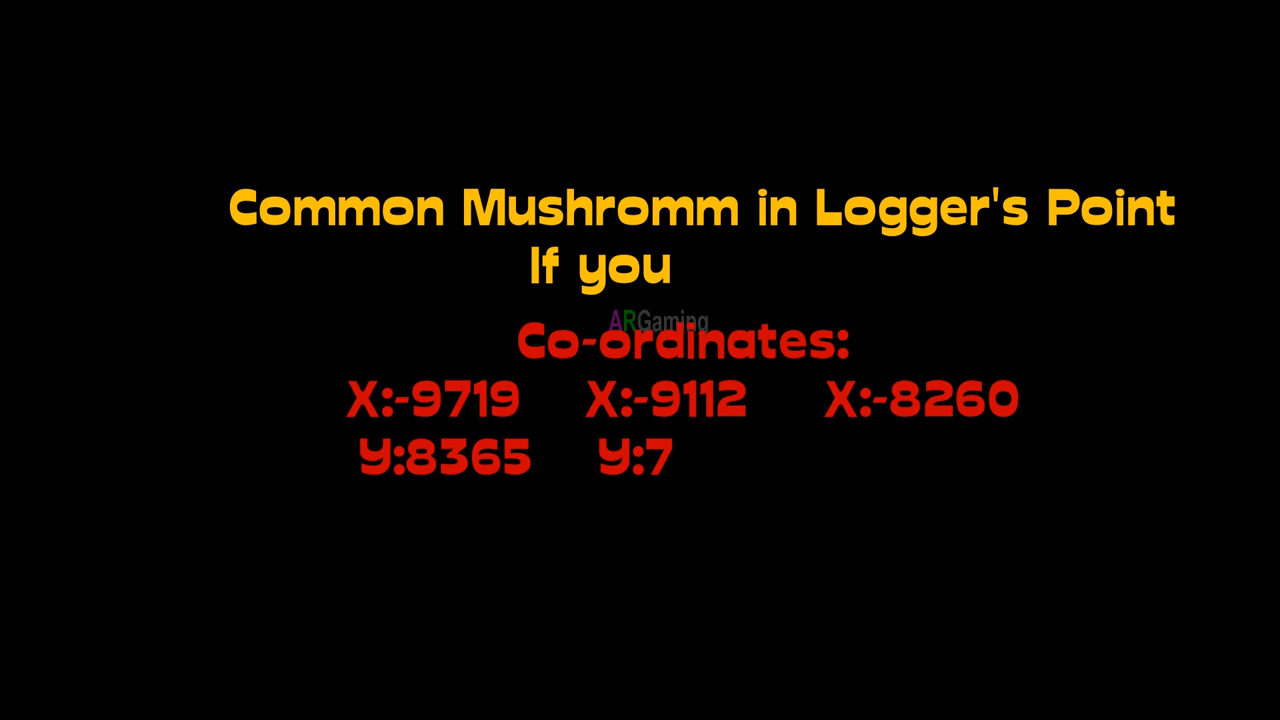 Common Mushromm in Logger's Point
If you
ARGaming
Co-ordinates:
X:-9719 X:-9112 X:-8260
Y:8365 Y:7